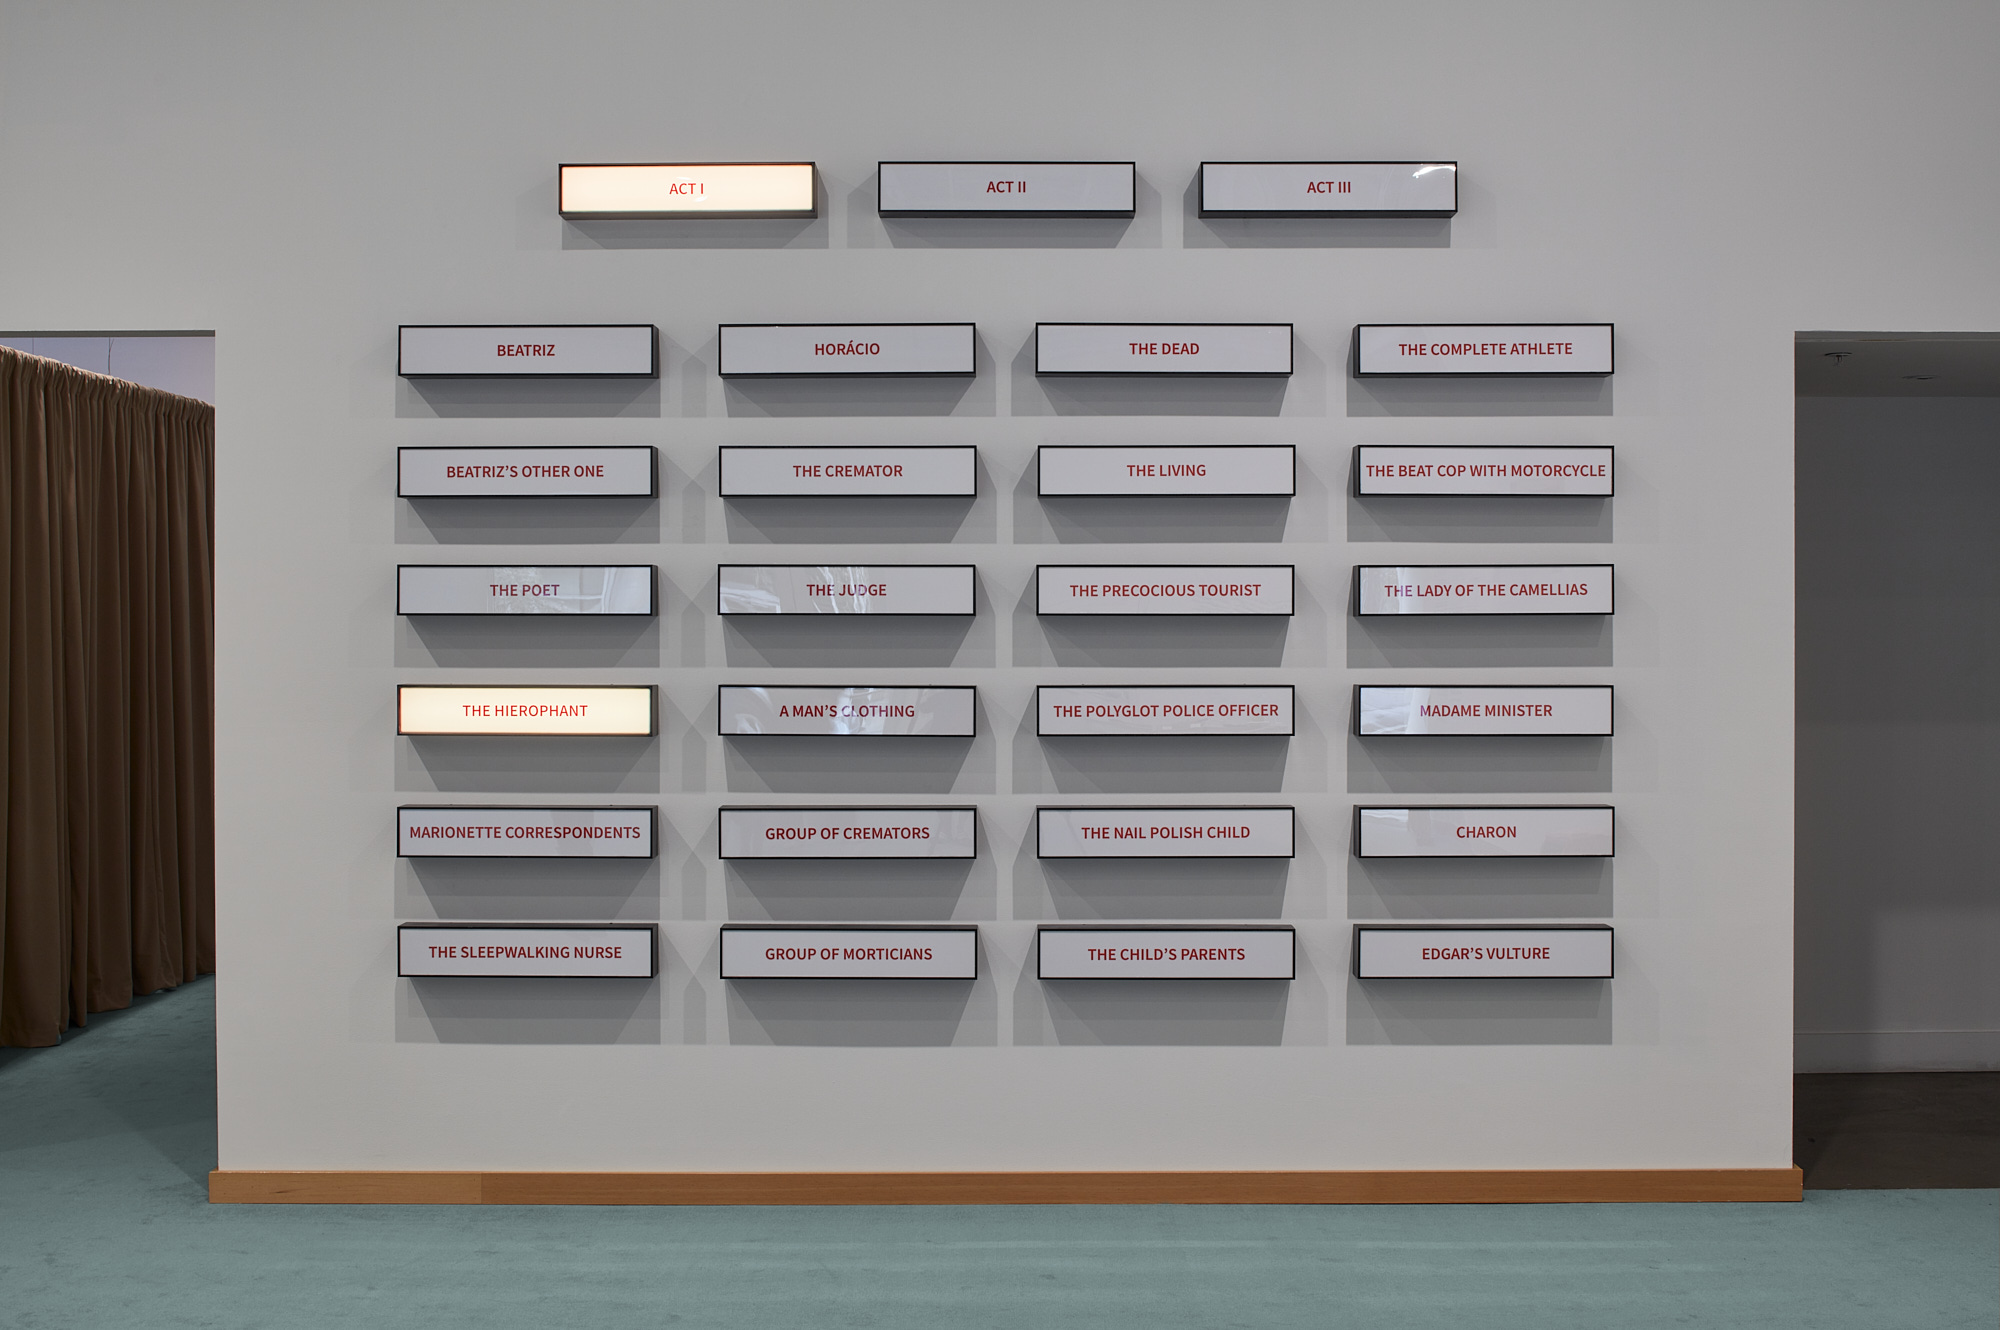 ACT I
ACT II
ACT III
BEATRIZ
HORÁCIO
THE DEAD
THE COMPLETE ATHLETE
BEATRIZ’S OTHER ONE
THE CREMATOR
THE LIVING
THE BEAT COP WITH MOTORCYCLE
THE POET
THE JUDGE
THE PRECOCIOUS TOURIST
THE LADY OF THE CAMELLIAS
THE HIEROPHANT
A MAN’S CLOTHING
THE POLYGLOT POLICE OFFICER
MADAME MINISTER
MARIONETTE CORRESPONDENTS
GROUP OF CREMATORS
THE NAIL POLISH CHILD
CHARON
THE SLEEPWALKING NURSE
GROUP OF MORTICIANS
THE CHILD’S PARENTS
EDGAR’S VULTURE